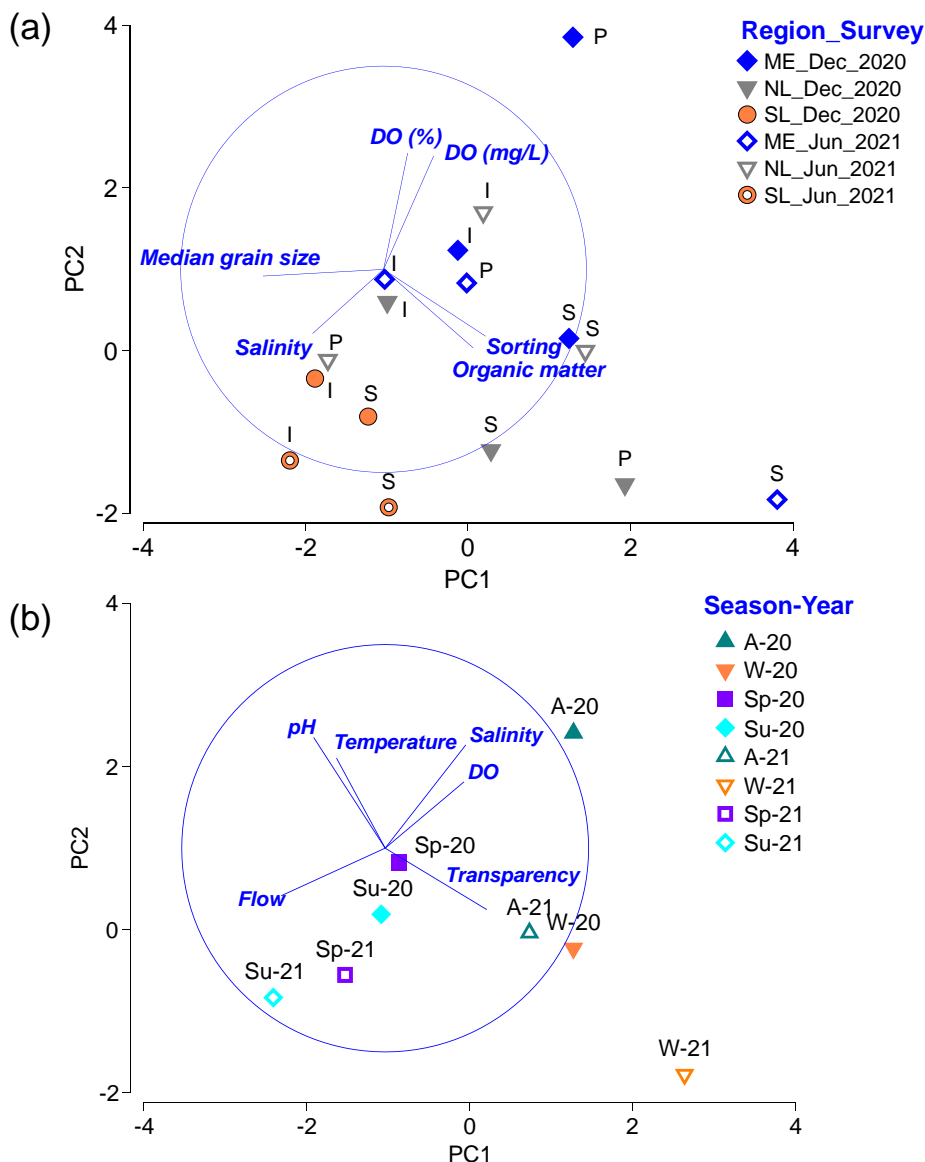 (a)
4
2
0
-2
PC2
-4
-2
0
2
4
PC1
Region_Survey
ME_Dec_2020
NL_Dec_2020
SL_Dec_2020
ME_Jun_2021
NL_Jun_2021
SL_Jun_2021
P
DO (%)
DO (mg/L)
I
I
Median grain size
I
P
I
S
S
Salinity
P
Sorting
Organic matter
I
S
S
I
P
S
S
(b)
4
2
0
-2
PC2
-4
-2
0
2
4
PC1
Season-Year
A-20
W-20
Sp-20
Su-20
A-21
W-21
Sp-21
Su-21
A-20
pH
Temperature
Salinity
DO
Sp-20
Transparency
Su-20
Flow
A-21
W-20
Sp-21
Su-21
W-21